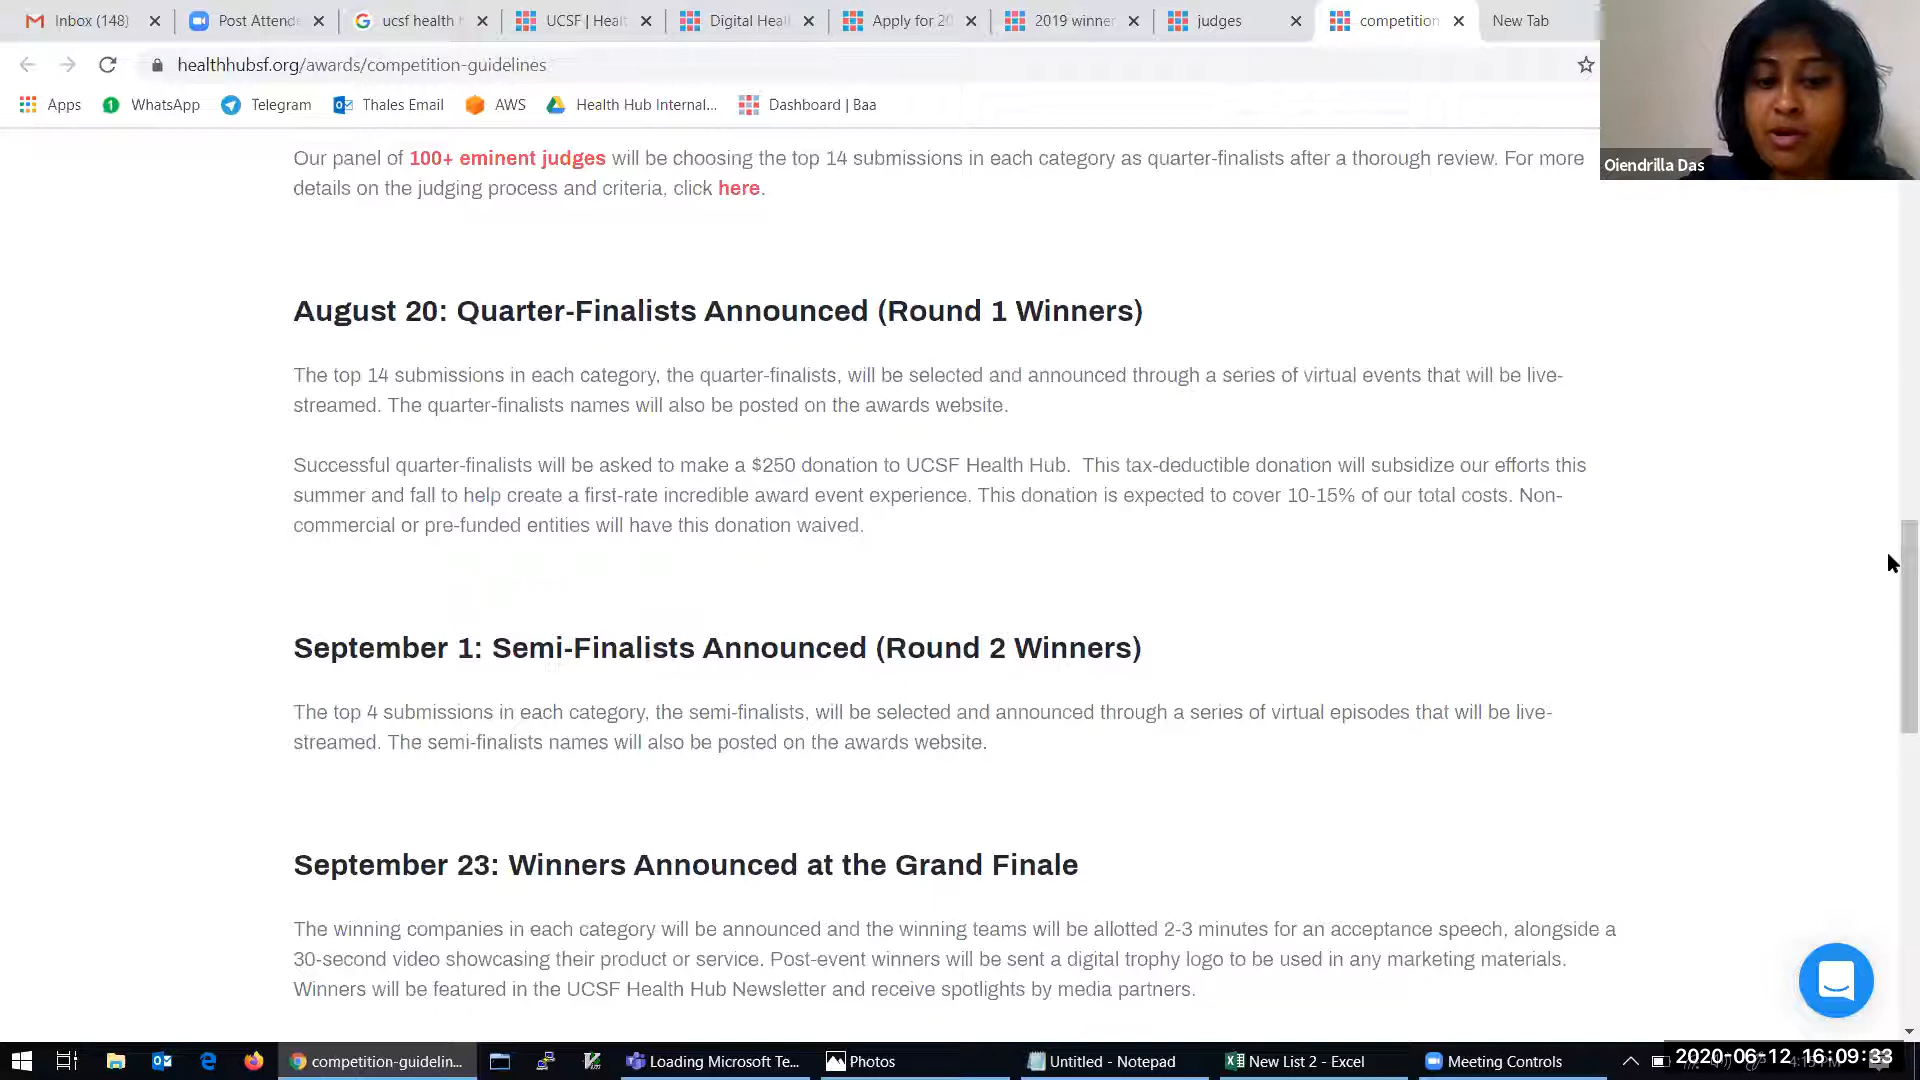 Inbox (148)
Post Attende
ucsf health h
UCSF | Healt
Digital Heal
Apply for 20
2019 winner
judges
competition
New Tab
healthhubsf.org/awards/competition-guidelines
Apps
WhatsApp
Telegram
Thales Email
AWS
Health Hub Internal...
Dashboard | Baa
Oiendrilla Das
Our panel of 100+ eminent judges will be choosing the top 14 submissions in each category as quarter-finalists after a thorough review. For more
details on the judging process and criteria, click here.
August 20: Quarter-Finalists Announced (Round 1 Winners)
The top 14 submissions in each category, the quarter-finalists, will be selected and announced through a series of virtual events that will be live-
streamed. The quarter-finalists names will also be posted on the awards website.
Successful quarter-finalists will be asked to make a $250 donation to UCSF Health Hub. This tax-deductible donation will subsidize our efforts this
summer and fall to help create a first-rate incredible award event experience. This donation is expected to cover 10-15% of our total costs. Non-
commercial or pre-funded entities will have this donation waived.
September 1: Semi-Finalists Announced (Round 2 Winners)
The top 4 submissions in each category, the semi-finalists, will be selected and announced through a series of virtual episodes that will be live-
streamed. The semi-finalists names will also be posted on the awards website.
September 23: Winners Announced at the Grand Finale
The winning companies in each category will be announced and the winning teams will be allotted 2-3 minutes for an acceptance speech, alongside a
30-second video showcasing their product or service. Post-event winners will be sent a digital trophy logo to be used in any marketing materials.
Winners will be featured in the UCSF Health Hub Newsletter and receive spotlights by media partners.
competition-guidelin...
Loading Microsoft Te...
Photos
Untitled - Notepad
New List 2 - Excel
Meeting Controls
2020-06-12 16:09:33